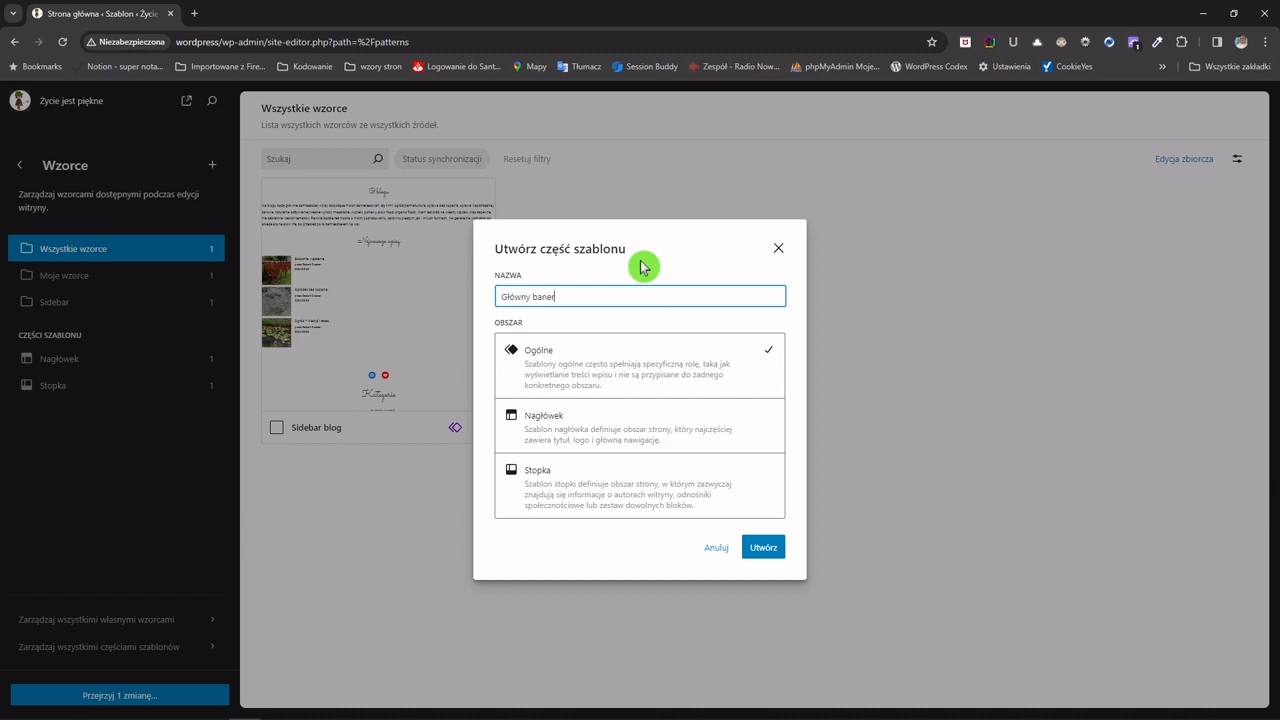 Strona główna ‹ Szablon ‹ Życie
Niezabezpieczona
wordpress/wp-admin/site-editor.php?path=%2Fpatterns
Bookmarks
Notion - super nota...
Importowane z Fire...
Kodowanie
wzory stron
Logowanie do Sant...
Mapy
Tłumacz
Session Buddy
Zespół - Radio Now...
phpMyAdmin Moje...
WordPress Codex
Ustawienia
CookieYes
Wszystkie zakładki
Życie jest piękne
Wzorce
Zarządzaj wzorcami dostępnymi podczas edycji
witryny.
Wszystkie wzorce 1
Moje wzorce 1
Sidebar 1
CZĘŚCI SZABLONU
Nagłówek 1
Stopka 1
Zarządzaj wszystkimi własnymi wzorcami
Zarządzaj wszystkimi częściami szablonów
Przejrzyj 1 zmianę...
Wszystkie wzorce
Lista wszystkich wzorców ze wszystkich źródeł.
Szukaj
Status synchronizacji
Resetuj filtry
Edycja zbiorcza
O blogu
Najnowsze wpisy
Kategorie
Sidebar blog
Utwórz część szablonu
NAZWA
Główny baner
OBSZAR
Ogólne
Szablony ogólne często spełniają specyficzną rolę, taką jak
wyświetlanie treści wpisu i nie są przypisane do żadnego
konkretnego obszaru.
Nagłówek
Szablon nagłówka definiuje obszar strony, który najczęściej
zawiera tytuł, logo i główną nawigację.
Stopka
Szablon stopki definiuje obszar strony, w którym zazwyczaj
znajdują się informacje o autorach witryny, odnośniki
społecznościowe lub zestaw dowolnych bloków.
Anuluj
Utwórz